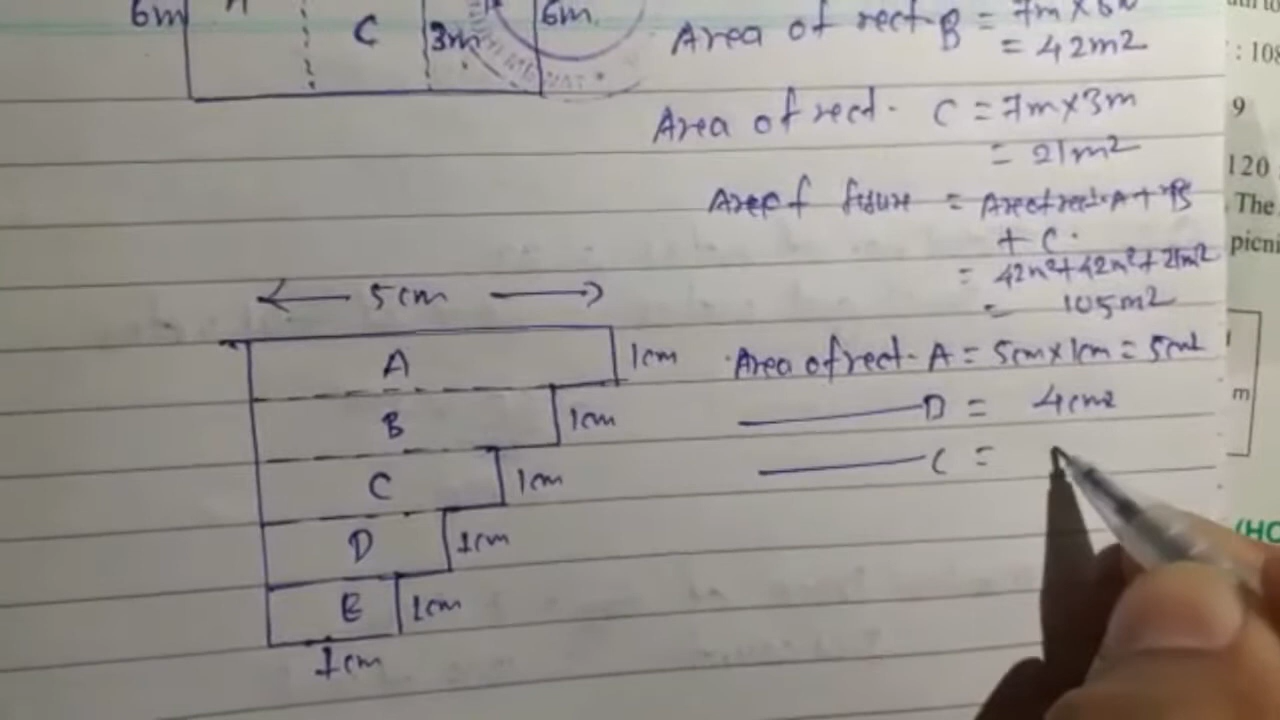 6m A C 3m 6m
Area of rect. B = 7m x 6m
= 42m2
Area of rect. C = 7m x 3m
= 21m2
Area of figure = Area of rect. A + B
+ C.
= 42m2 + 42m2 + 21m2
= 105m2
← 5cm →
A 1cm
B 1cm
C 1cm
D 1cm
E 1cm
1cm
Area of rect. A = 5cm x 1cm = 5cm2
D = 4cm2
C =
: 108
9
120
The
picni
m
(HO